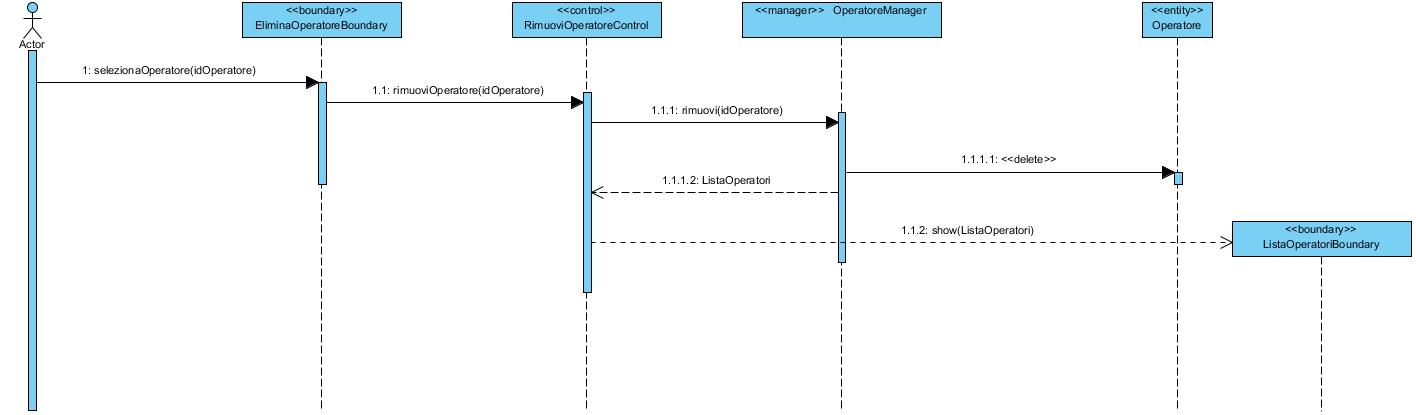 <<boundary>>
EliminaOperatoreBoundary
<<control>>
RimuoviOperatoreControl
<<manager>> OperatoreManager
<<entity>>
Operatore
Actor
1: selezionaOperatore(idOperatore)
1.1: rimuoviOperatore(idOperatore)
1.1.1: rimuovi(idOperatore)
1.1.1.1: <<delete>>
1.1.1.2: ListaOperatori
1.1.2: show(ListaOperatori)
<<boundary>>
ListaOperatoriBoundary